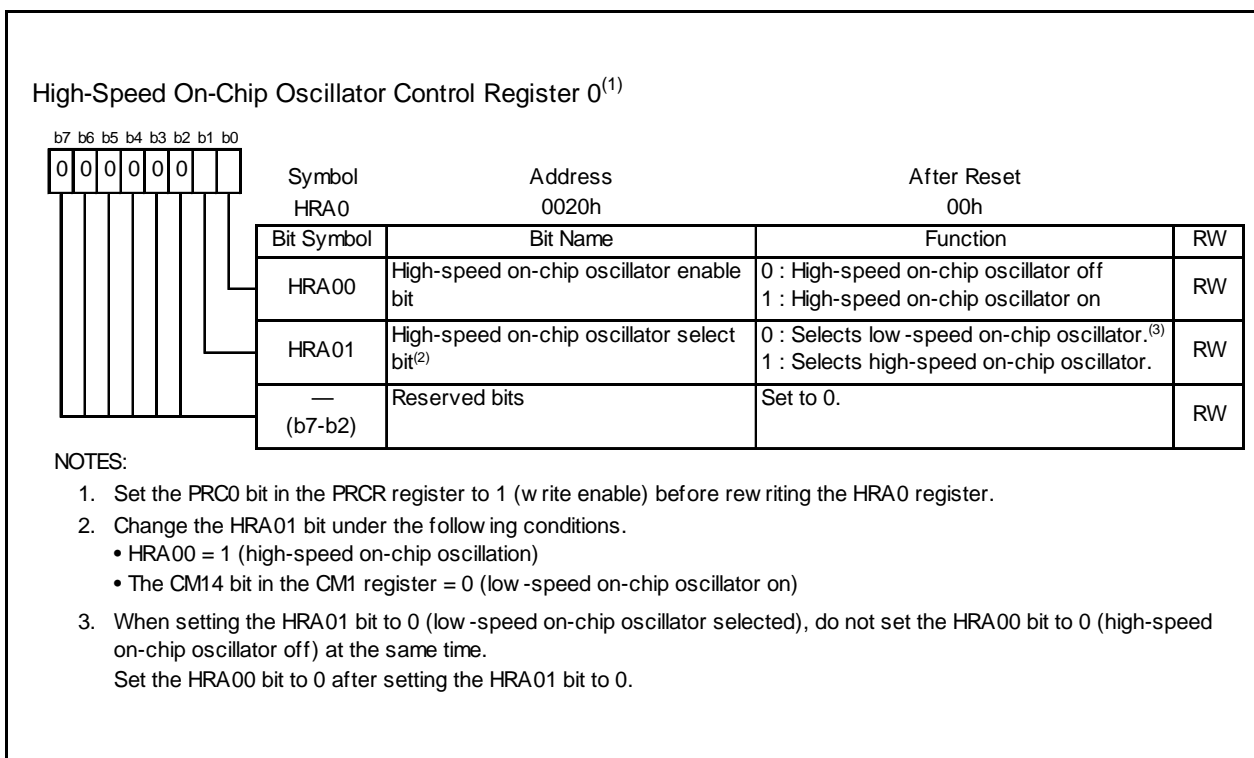 High-Speed On-Chip Oscillator Control Register 0(1)
b7 b6 b5 b4 b3 b2 b1 b0
0 0 0 0 0 0
Symbol Address After Reset
HRA0 0020h 00h
Bit Symbol Bit Name Function RW
HRA00 High-speed on-chip oscillator enable bit 0 : High-speed on-chip oscillator off RW
1 : High-speed on-chip oscillator on
HRA01 High-speed on-chip oscillator select bit(2) 0 : Selects low-speed on-chip oscillator.(3) RW
1 : Selects high-speed on-chip oscillator.
— (b7-b2) Reserved bits Set to 0. RW
NOTES:
1. Set the PRC0 bit in the PRCR register to 1 (write enable) before rewriting the HRA0 register.
2. Change the HRA01 bit under the following conditions.
• HRA00 = 1 (high-speed on-chip oscillation)
• The CM14 bit in the CM1 register = 0 (low-speed on-chip oscillator on)
3. When setting the HRA01 bit to 0 (low-speed on-chip oscillator selected), do not set the HRA00 bit to 0 (high-speed
on-chip oscillator off) at the same time.
Set the HRA00 bit to 0 after setting the HRA01 bit to 0.